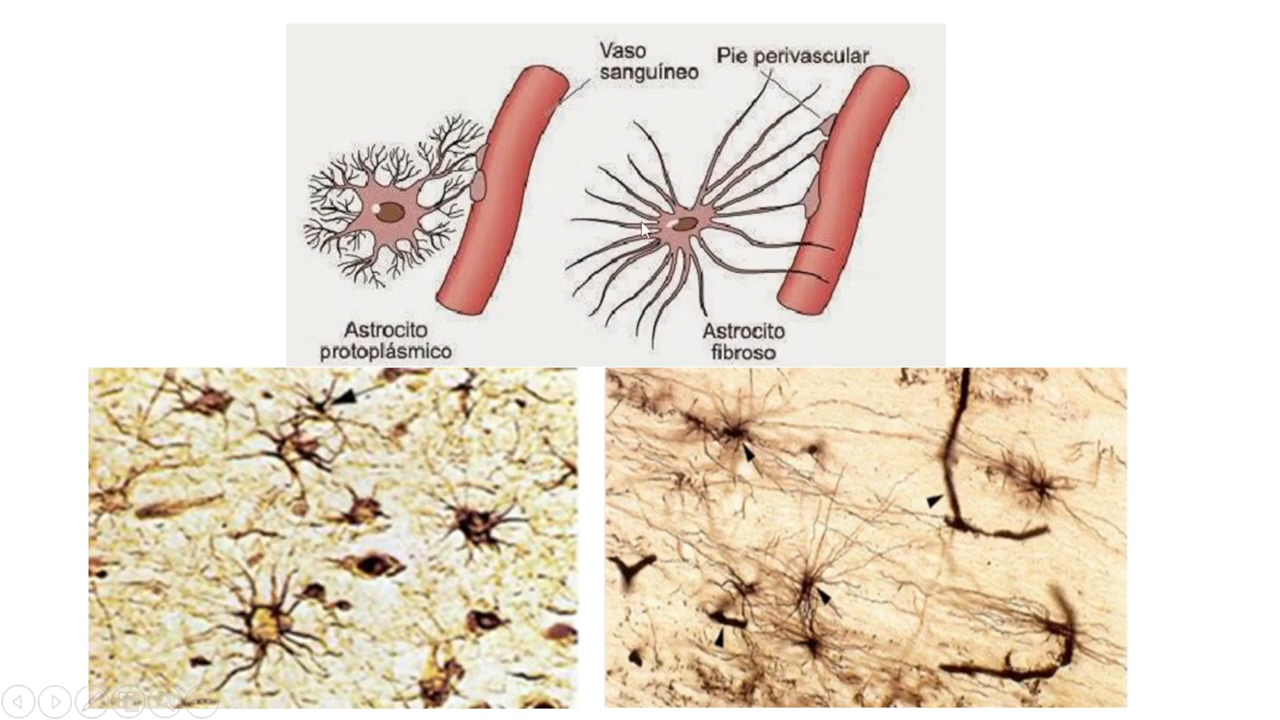 Vaso
sanguíneo
Pie perivascular
Astrocito
protoplásmico
Astrocito
fibroso